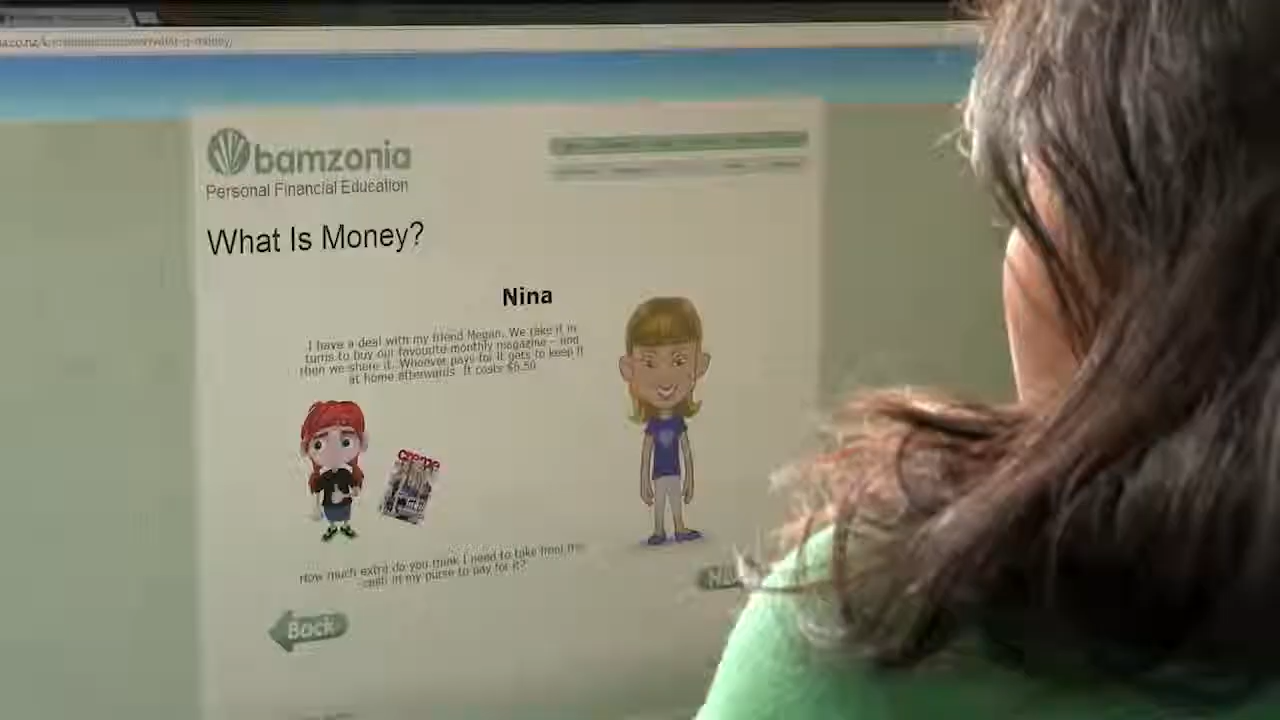 bamzonia
Personal Financial Education
What Is Money?
Nina
I have a deal with my friend Megan. We take it in
turns to buy our favourite monthly magazine - and
then we share it. Whoever pays for it gets to keep it
at home afterwards. It costs $6.50
creme
How much extra do you think I need to take from the
cash in my purse to pay for it?
Back